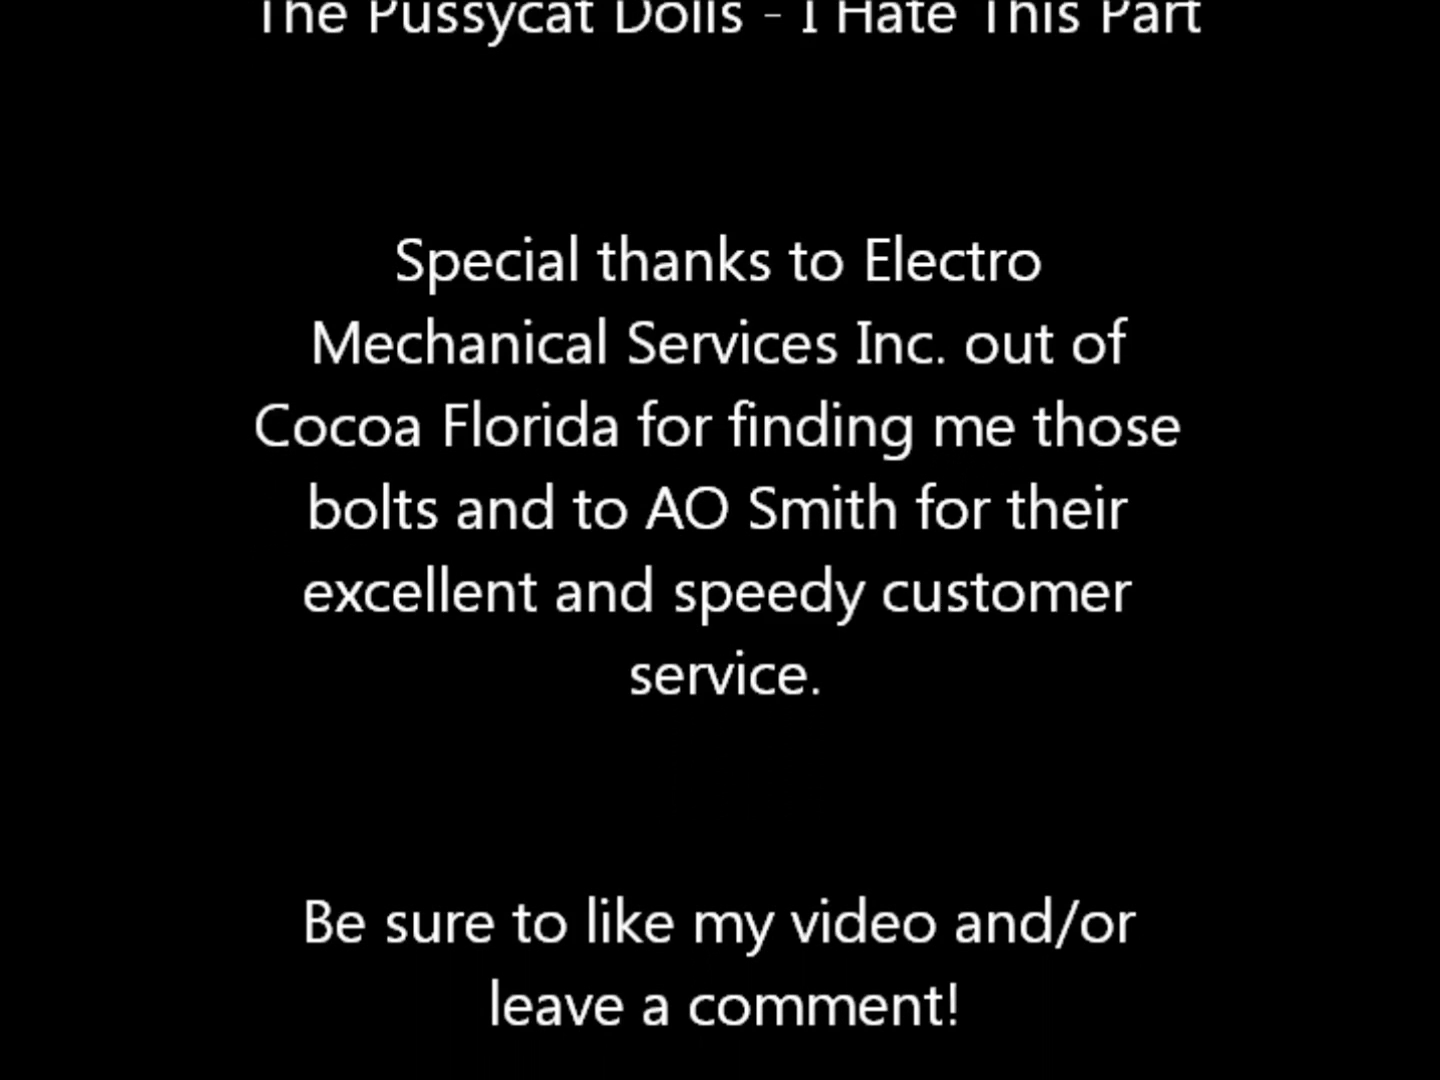 The Pussycat Dolls - I Hate This Part
Special thanks to Electro
Mechanical Services Inc. out of
Cocoa Florida for finding me those
bolts and to AO Smith for their
excellent and speedy customer
service.
Be sure to like my video and/or
leave a comment!